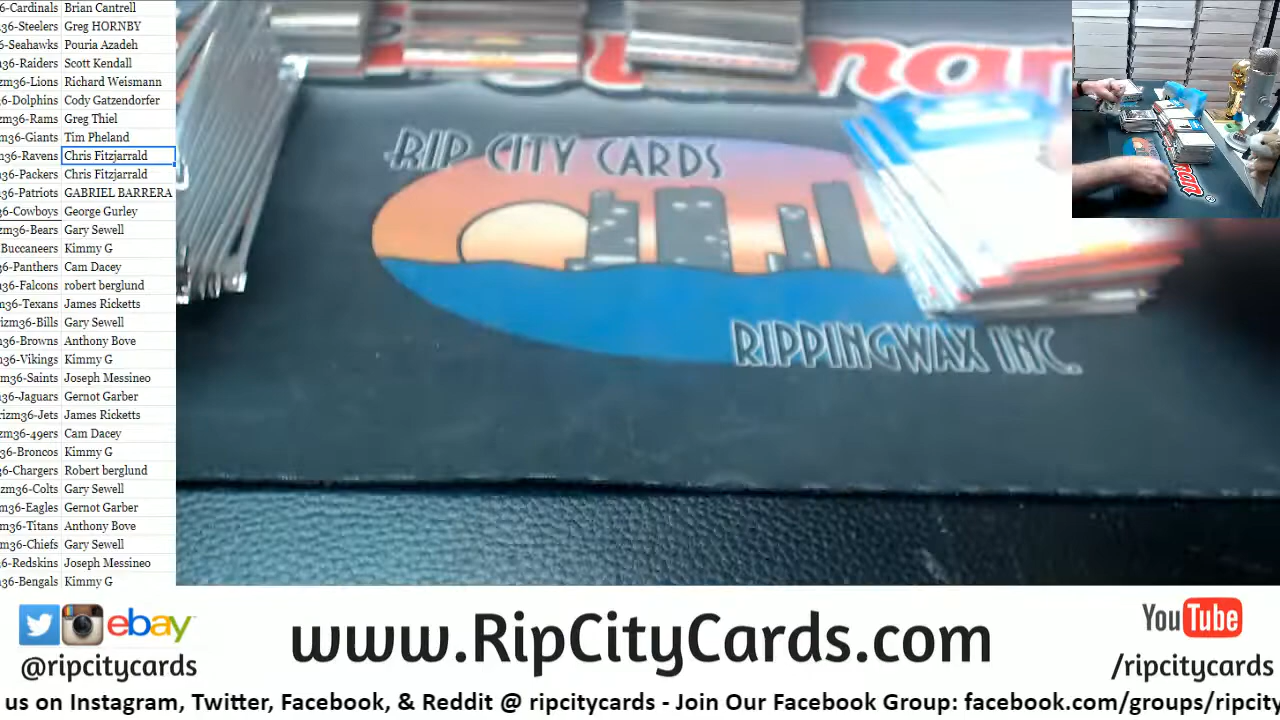 6-Cardinals Brian Cantrell
36-Steelers Greg HORNBY
6-Seahawks Pouria Azadeh
36-Raiders Scott Kendall
zm36-Lions Richard Weismann
6-Dolphins Cody Gatzendorfer
zm36-Rams Greg Thiel
m36-Giants Tim Pheland
m36-Ravens Chris Fitzjarrald
36-Packers Chris Fitzjarrald
36-Patriots GABRIEL BARRERA
36-Cowboys George Gurley
zm36-Bears Gary Sewell
Buccaneers Kimmy G
36-Panthers Cam Dacey
m36-Falcons robert berglund
m36-Texans James Ricketts
rizm36-Bills Gary Sewell
m36-Browns Anthony Bove
m36-Vikings Kimmy G
zm36-Saints Joseph Messineo
m36-Jaguars Gernot Garber
rizm36-Jets James Ricketts
zm36-49ers Cam Dacey
36-Broncos Kimmy G
6-Chargers Robert berglund
zm36-Colts Gary Sewell
m36-Eagles Gernot Garber
m36-Titans Anthony Bove
m36-Chiefs Gary Sewell
6-Redskins Joseph Messineo
36-Bengals Kimmy G
RIP CITY CARDS
RIPPINGWAX INC.
ebay
@ripcitycards
www.RipCityCards.com
YouTube
/ripcitycards
us on Instagram, Twitter, Facebook, & Reddit @ ripcitycards - Join Our Facebook Group: facebook.com/groups/ripcity